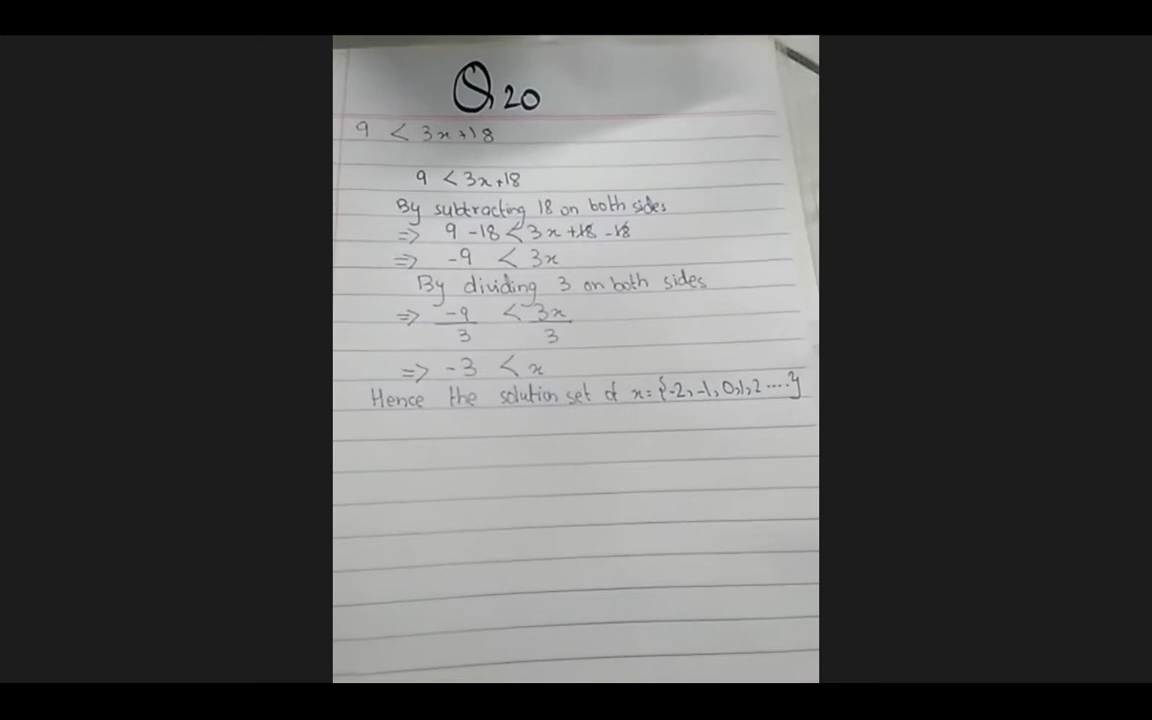 Q 20
9 < 3x+18
9 < 3x+18
By subtracting 18 on both sides
=> 9 -18 < 3x +18 -18
=> -9 < 3x
By dividing 3 on both sides
=> -9/3 < 3x/3
=> -3 < x
Hence the solution set of x = {-2, -1, 0, 1, 2 ....}